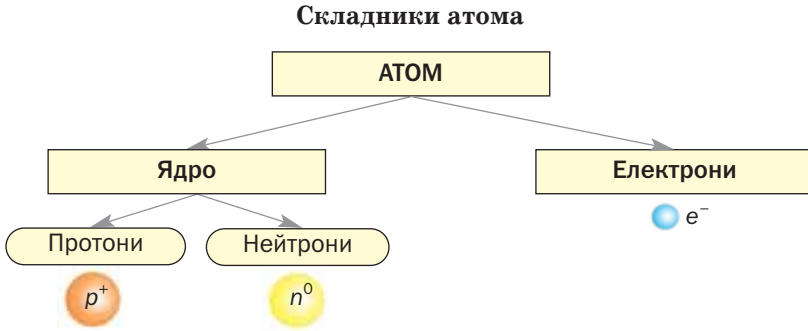 Складники атома
АТОМ
Ядро
Електрони
e⁻
Протони
Нейтрони
p⁺
n⁰